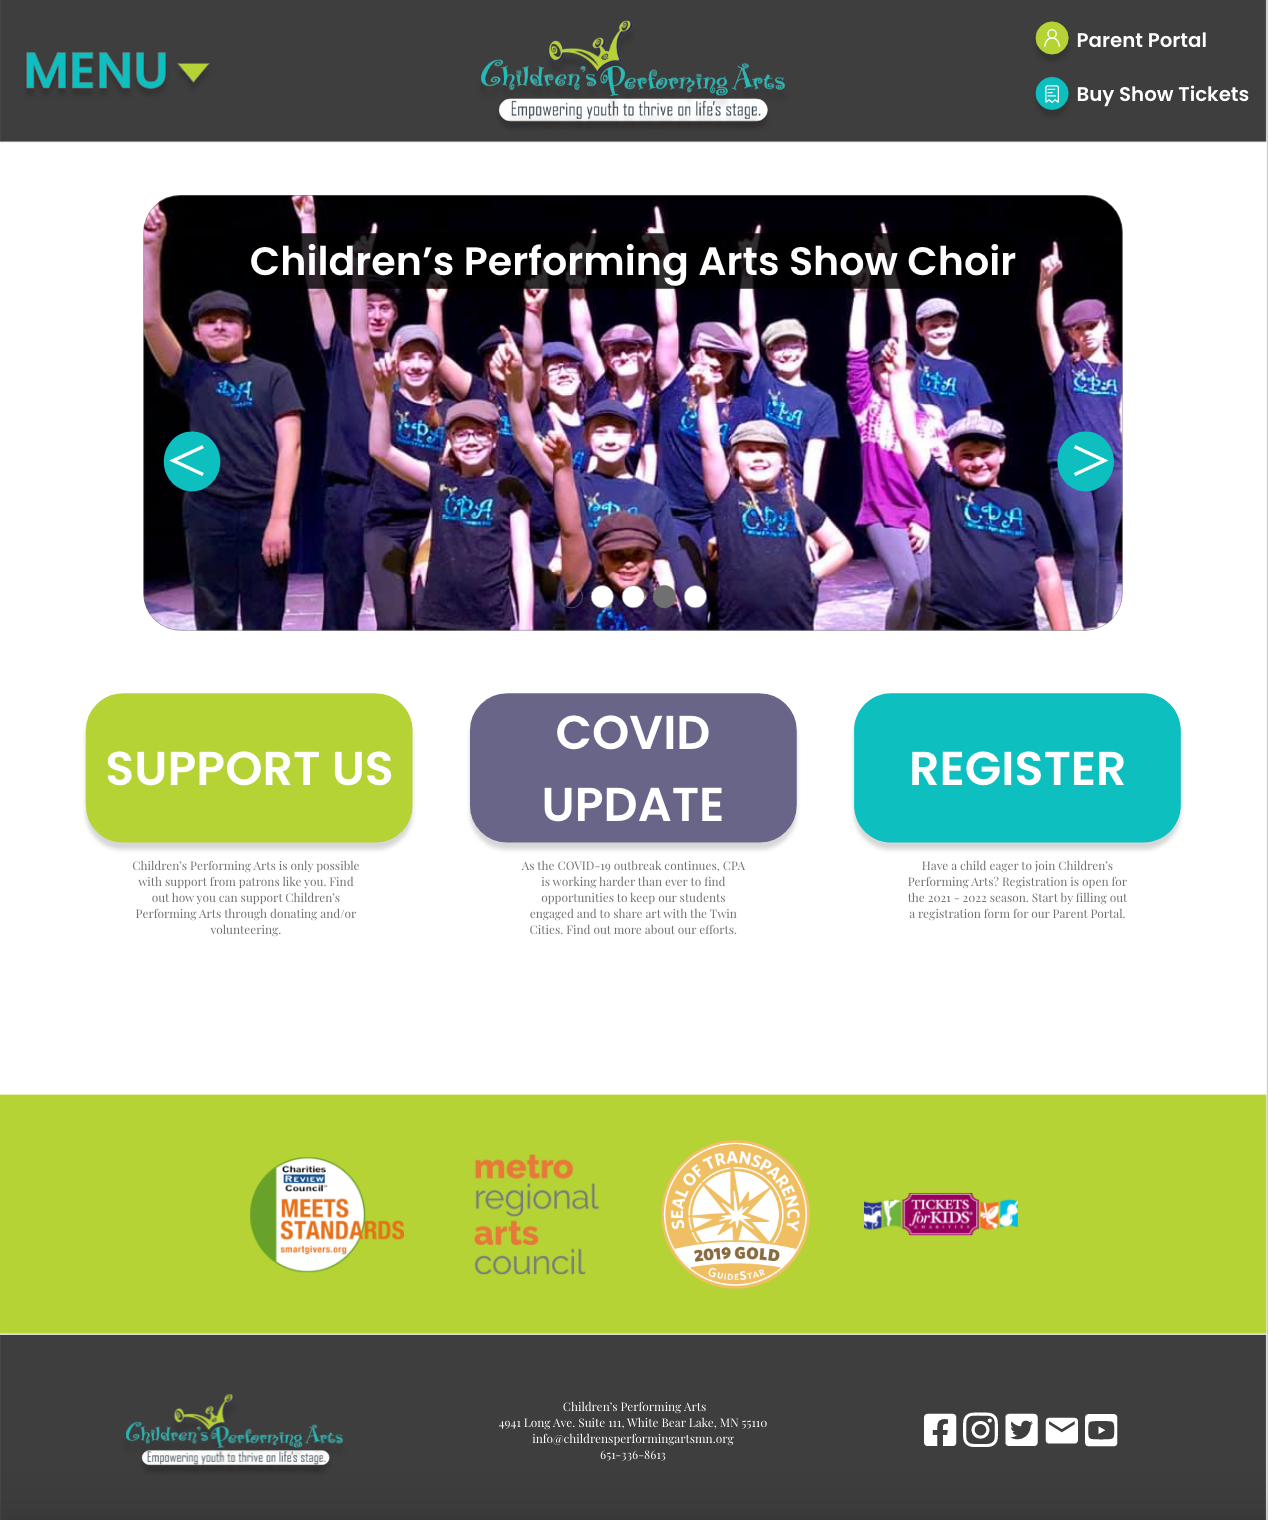 MENU
Children's Performing Arts
Empowering youth to thrive on life's stage.
Parent Portal
Buy Show Tickets
Children's Performing Arts Show Choir
CPA
CPA
CPA
CPA
CPA
CPA
CPA
CPA
< >
SUPPORT US
Children's Performing Arts is only possible
with support from patrons like you. Find
out how you can support Children's
Performing Arts through donating and/or
volunteering.
COVID
UPDATE
As the COVID-19 outbreak continues, CPA
is working harder than ever to find
opportunities to keep our students
engaged and to share art with the Twin
Cities. Find out more about our efforts.
REGISTER
Have a child eager to join Children's
Performing Arts? Registration is open for
the 2021 - 2022 season. Start by filling out
a registration form for our Parent Portal.
Charities
REVIEW
Council
MEETS
STANDARDS
smartgivers.org
metro
regional
arts
council
SEAL OF TRANSPARENCY
2019 GOLD
GUIDESTAR
TICKETS
for KIDS
CHARITIES
Children's Performing Arts
Empowering youth to thrive on life's stage.
Children's Performing Arts
4941 Long Ave. Suite 111, White Bear Lake, MN 55110
info@childrensperformingartsmn.org
651-336-8613